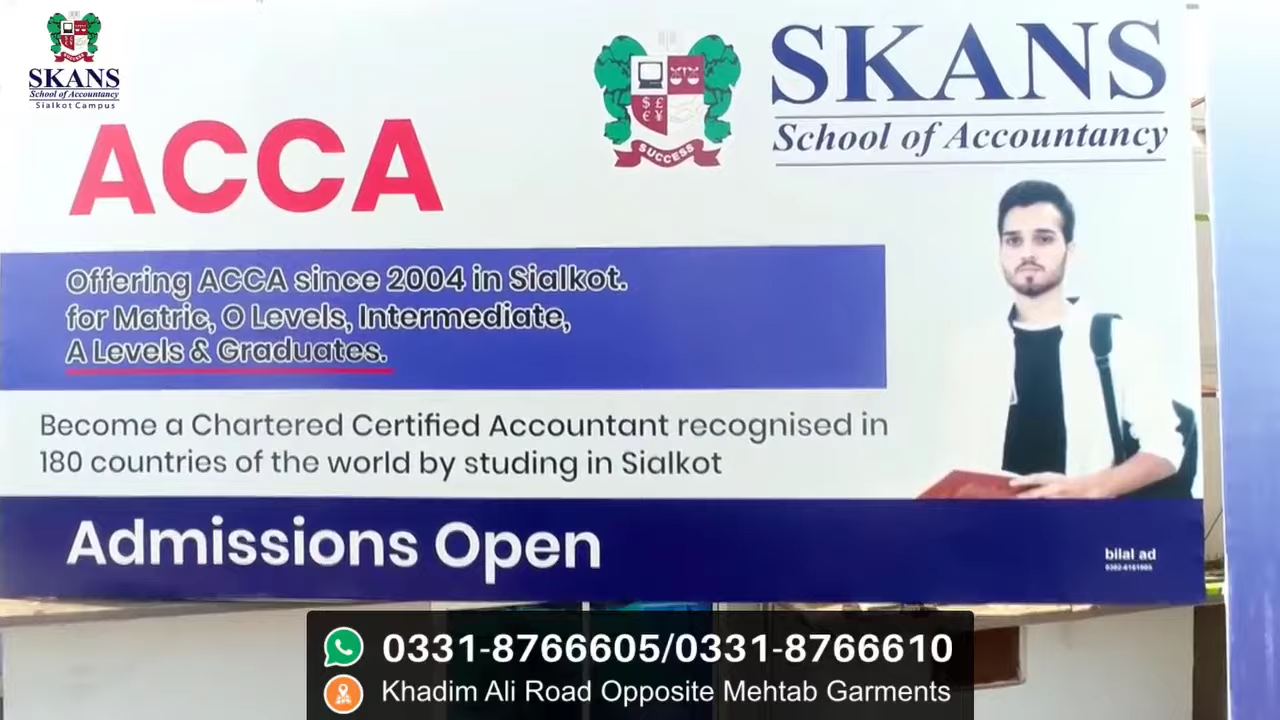 SKANS
School of Accountancy
Sialkot Campus
SKANS
School of Accountancy
$ £
€ ¥
SUCCESS
ACCA
Offering ACCA since 2004 in Sialkot.
for Matric, O Levels, Intermediate,
A Levels & Graduates.
Become a Chartered Certified Accountant recognised in
180 countries of the world by studing in Sialkot
Admissions Open
bilal ad
0331-8766605/0331-8766610
Khadim Ali Road Opposite Mehtab Garments